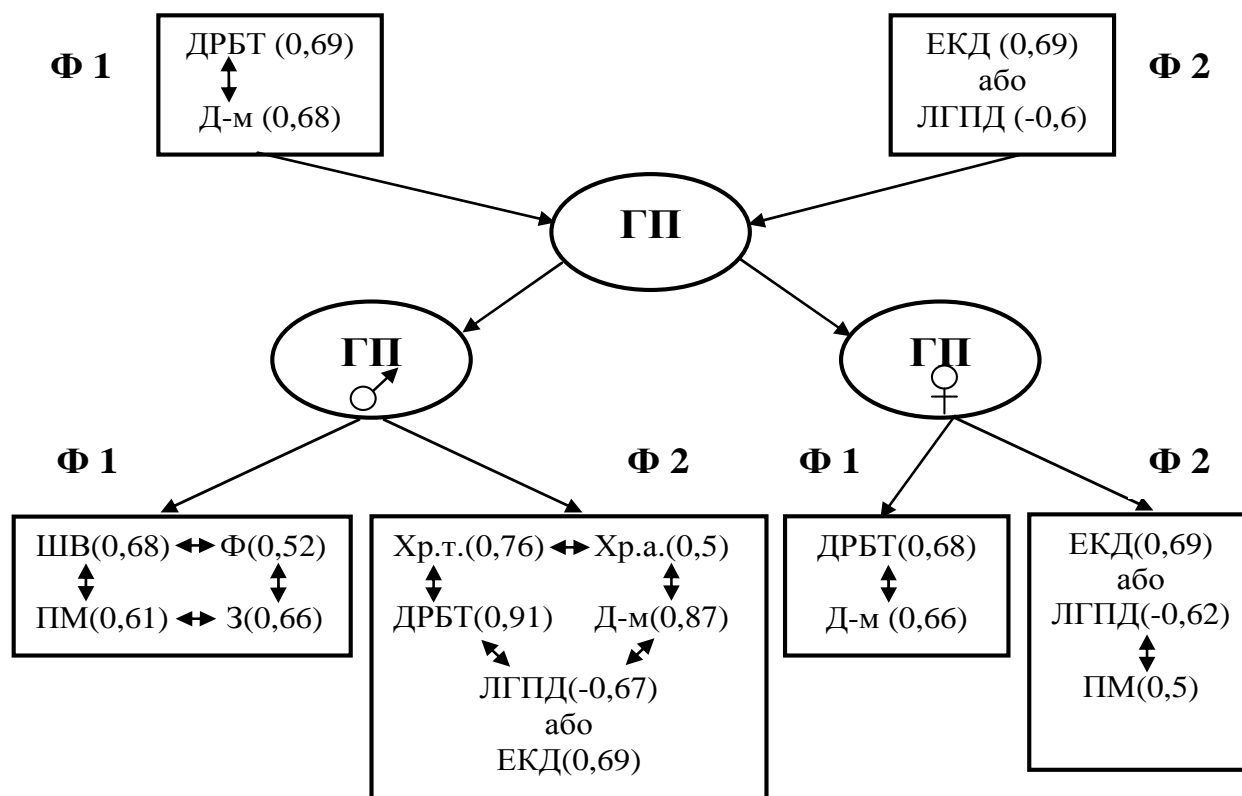 Ф 1
ДРБТ (0,69)
Д-м (0,68)
ЕКД (0,69)
або
ЛГПД (-0,6)
Ф 2
ГП
ГП
ГП
Ф 1
Ф 2
Ф 1
Ф 2
ШВ(0,68) Ф(0,52)
ПМ(0,61) З(0,66)
Хр.т.(0,76) Хр.а.(0,5)
ДРБТ(0,91) Д-м(0,87)
ЛГПД(-0,67)
або
ЕКД(0,69)
ДРБТ(0,68)
Д-м (0,66)
ЕКД(0,69)
або
ЛГПД(-0,62)
ПМ(0,5)